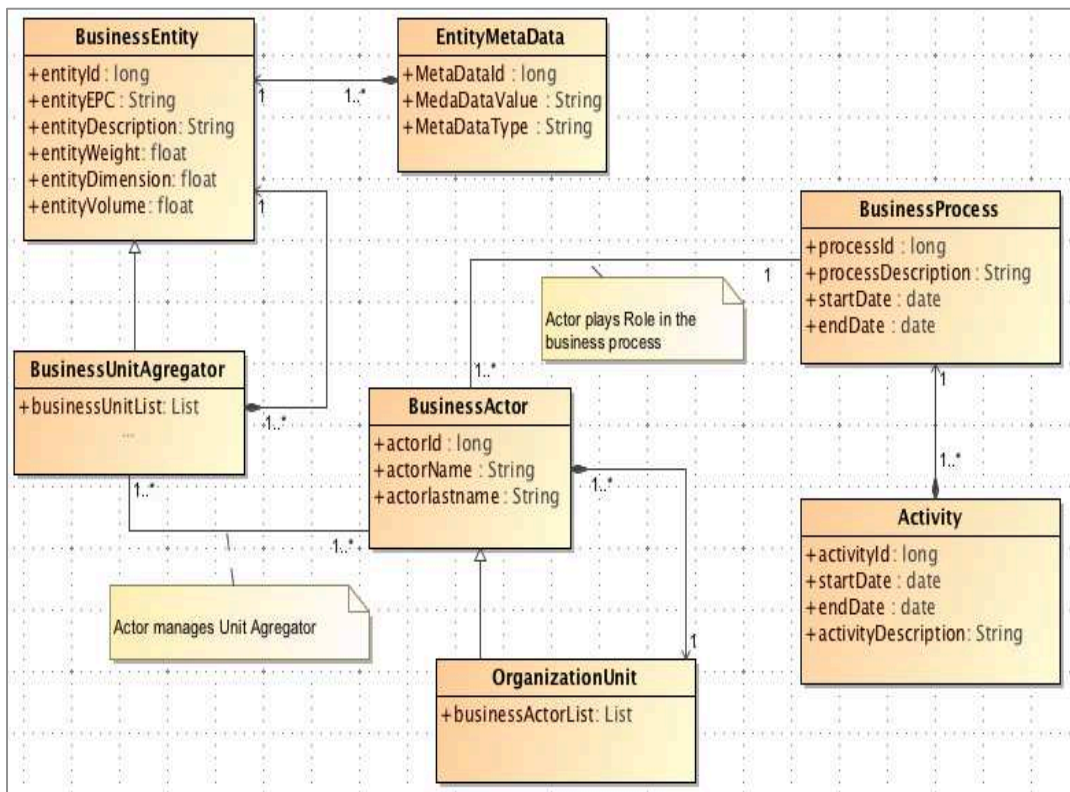 BusinessEntity
+entityId : long
+entityEPC : String
+entityDescription: String
+entityWeight: float
+entityDimension: float
+entityVolume: float
EntityMetaData
+MetaDataId : long
+MedaDataValue : String
+MetaDataType : String
1
1..*
1
BusinessProcess
+processId : long
+processDescription : String
+startDate : date
+endDate : date
1
Actor plays Role in the
business process
BusinessUnitAgregator
+businessUnitList: List
...
1..*
1..*
BusinessActor
+actorId : long
+actorName : String
+actorlastname : String
1
1..*
1..*
1..*
1..*
Activity
+activityId: long
+startDate : date
+endDate : date
+activityDescription: String
Actor manages Unit Agregator
1
OrganizationUnit
+businessActorList: List